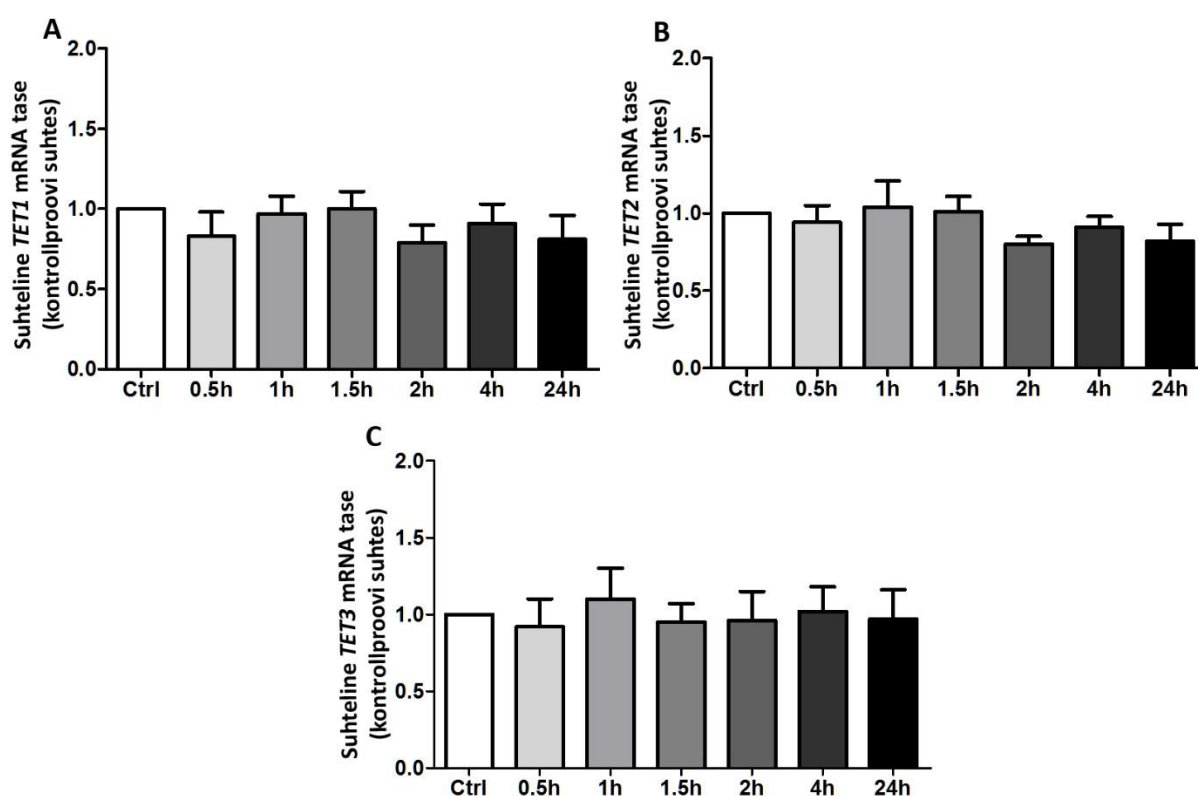 A
Suhteline TET1 mRNA tase
(kontrollproovi suhtes)
2.0
1.5
1.0
0.5
0.0
Ctrl 0.5h 1h 1.5h 2h 4h 24h
B
Suhteline TET2 mRNA tase
(kontrollproovi suhtes)
2.0
1.5
1.0
0.5
0.0
Ctrl 0.5h 1h 1.5h 2h 4h 24h
C
Suhteline TET3 mRNA tase
(kontrollproovi suhtes)
2.0
1.5
1.0
0.5
0.0
Ctrl 0.5h 1h 1.5h 2h 4h 24h